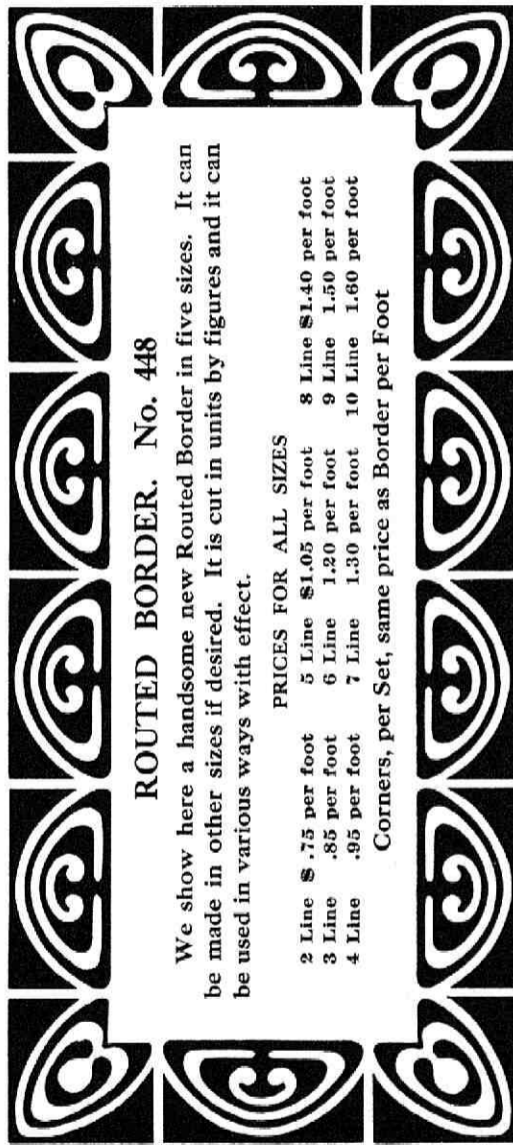 ROUTED BORDER. No. 448
We show here a handsome new Routed Border in five sizes. It can
be made in other sizes if desired. It is cut in units by figures and it can
be used in various ways with effect.
PRICES FOR ALL SIZES
2 Line $ .75 per foot 5 Line $1.05 per foot 8 Line $1.40 per foot
3 Line .85 per foot 6 Line 1.20 per foot 9 Line 1.50 per foot
4 Line .95 per foot 7 Line 1.30 per foot 10 Line 1.60 per foot
Corners, per Set, same price as Border per Foot